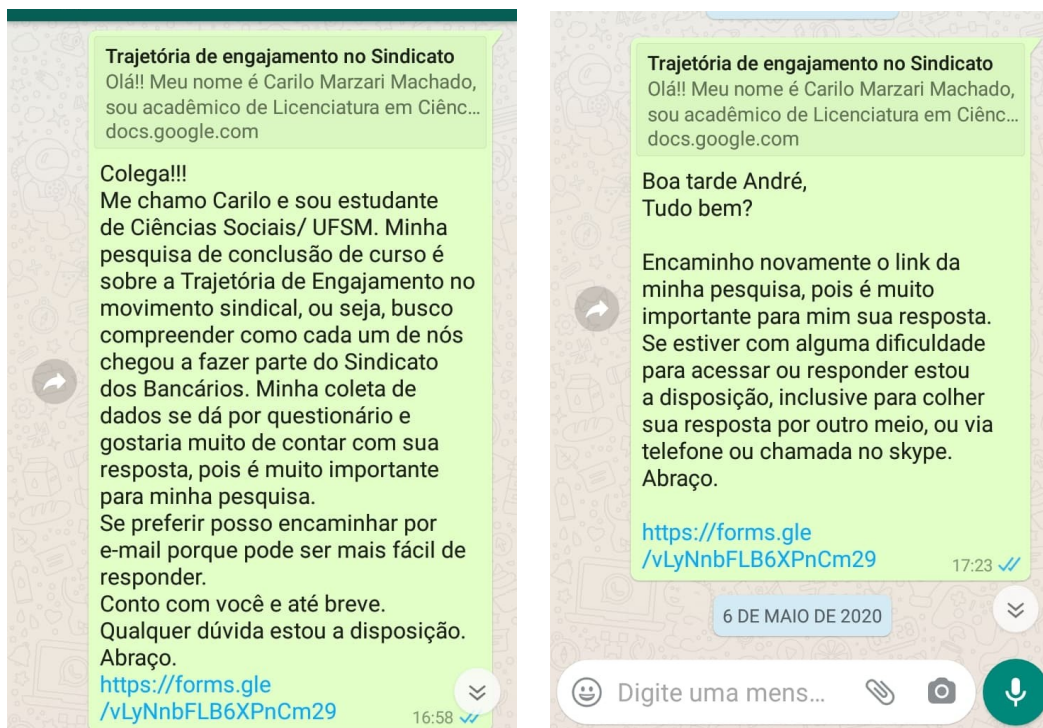 Trajetória de engajamento no Sindicato
Olá!! Meu nome é Carilo Marzari Machado,
sou acadêmico de Licenciatura em Ciênc...
docs.google.com
Colega!!!
Me chamo Carilo e sou estudante
de Ciências Sociais/ UFSM. Minha
pesquisa de conclusão de curso é
sobre a Trajetória de Engajamento no
movimento sindical, ou seja, busco
compreender como cada um de nós
chegou a fazer parte do Sindicato
dos Bancários. Minha coleta de
dados se dá por questionário e
gostaria muito de contar com sua
resposta, pois é muito importante
para minha pesquisa.
Se preferir posso encaminhar por
e-mail porque pode ser mais fácil de
responder.
Conto com você e até breve.
Qualquer dúvida estou a disposição.
Abraço.
https://forms.gle
/vLyNnbFLB6XPnCm29
16:58
Trajetória de engajamento no Sindicato
Olá!! Meu nome é Carilo Marzari Machado,
sou acadêmico de Licenciatura em Ciênc...
docs.google.com
Boa tarde André,
Tudo bem?
Encaminho novamente o link da
minha pesquisa, pois é muito
importante para mim sua resposta.
Se estiver com alguma dificuldade
para acessar ou responder estou
a disposição, inclusive para colher
sua resposta por outro meio, ou via
telefone ou chamada no skype.
Abraço.
https://forms.gle
/vLyNnbFLB6XPnCm29
17:23
6 DE MAIO DE 2020
Digite uma mens...